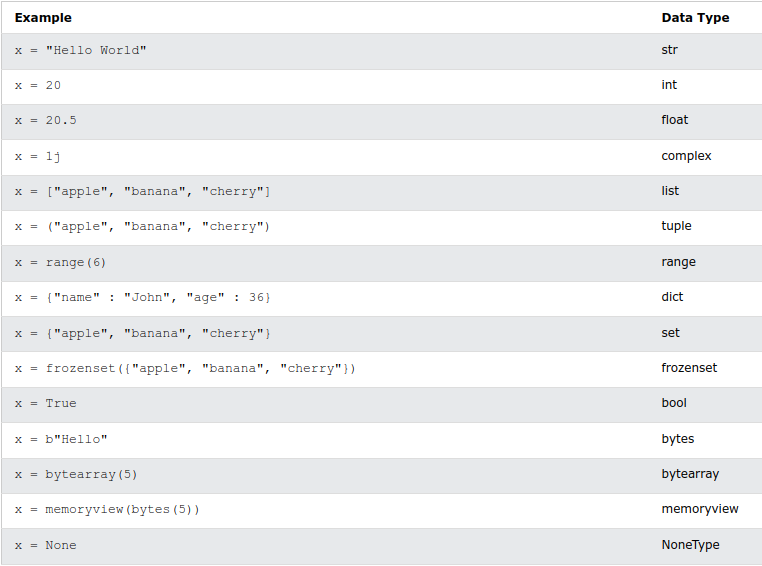 Example Data Type
x = "Hello World" str
x = 20 int
x = 20.5 float
x = 1j complex
x = ["apple", "banana", "cherry"] list
x = ("apple", "banana", "cherry") tuple
x = range(6) range
x = {"name" : "John", "age" : 36} dict
x = {"apple", "banana", "cherry"} set
x = frozenset({"apple", "banana", "cherry"}) frozenset
x = True bool
x = b"Hello" bytes
x = bytearray(5) bytearray
x = memoryview(bytes(5)) memoryview
x = None NoneType